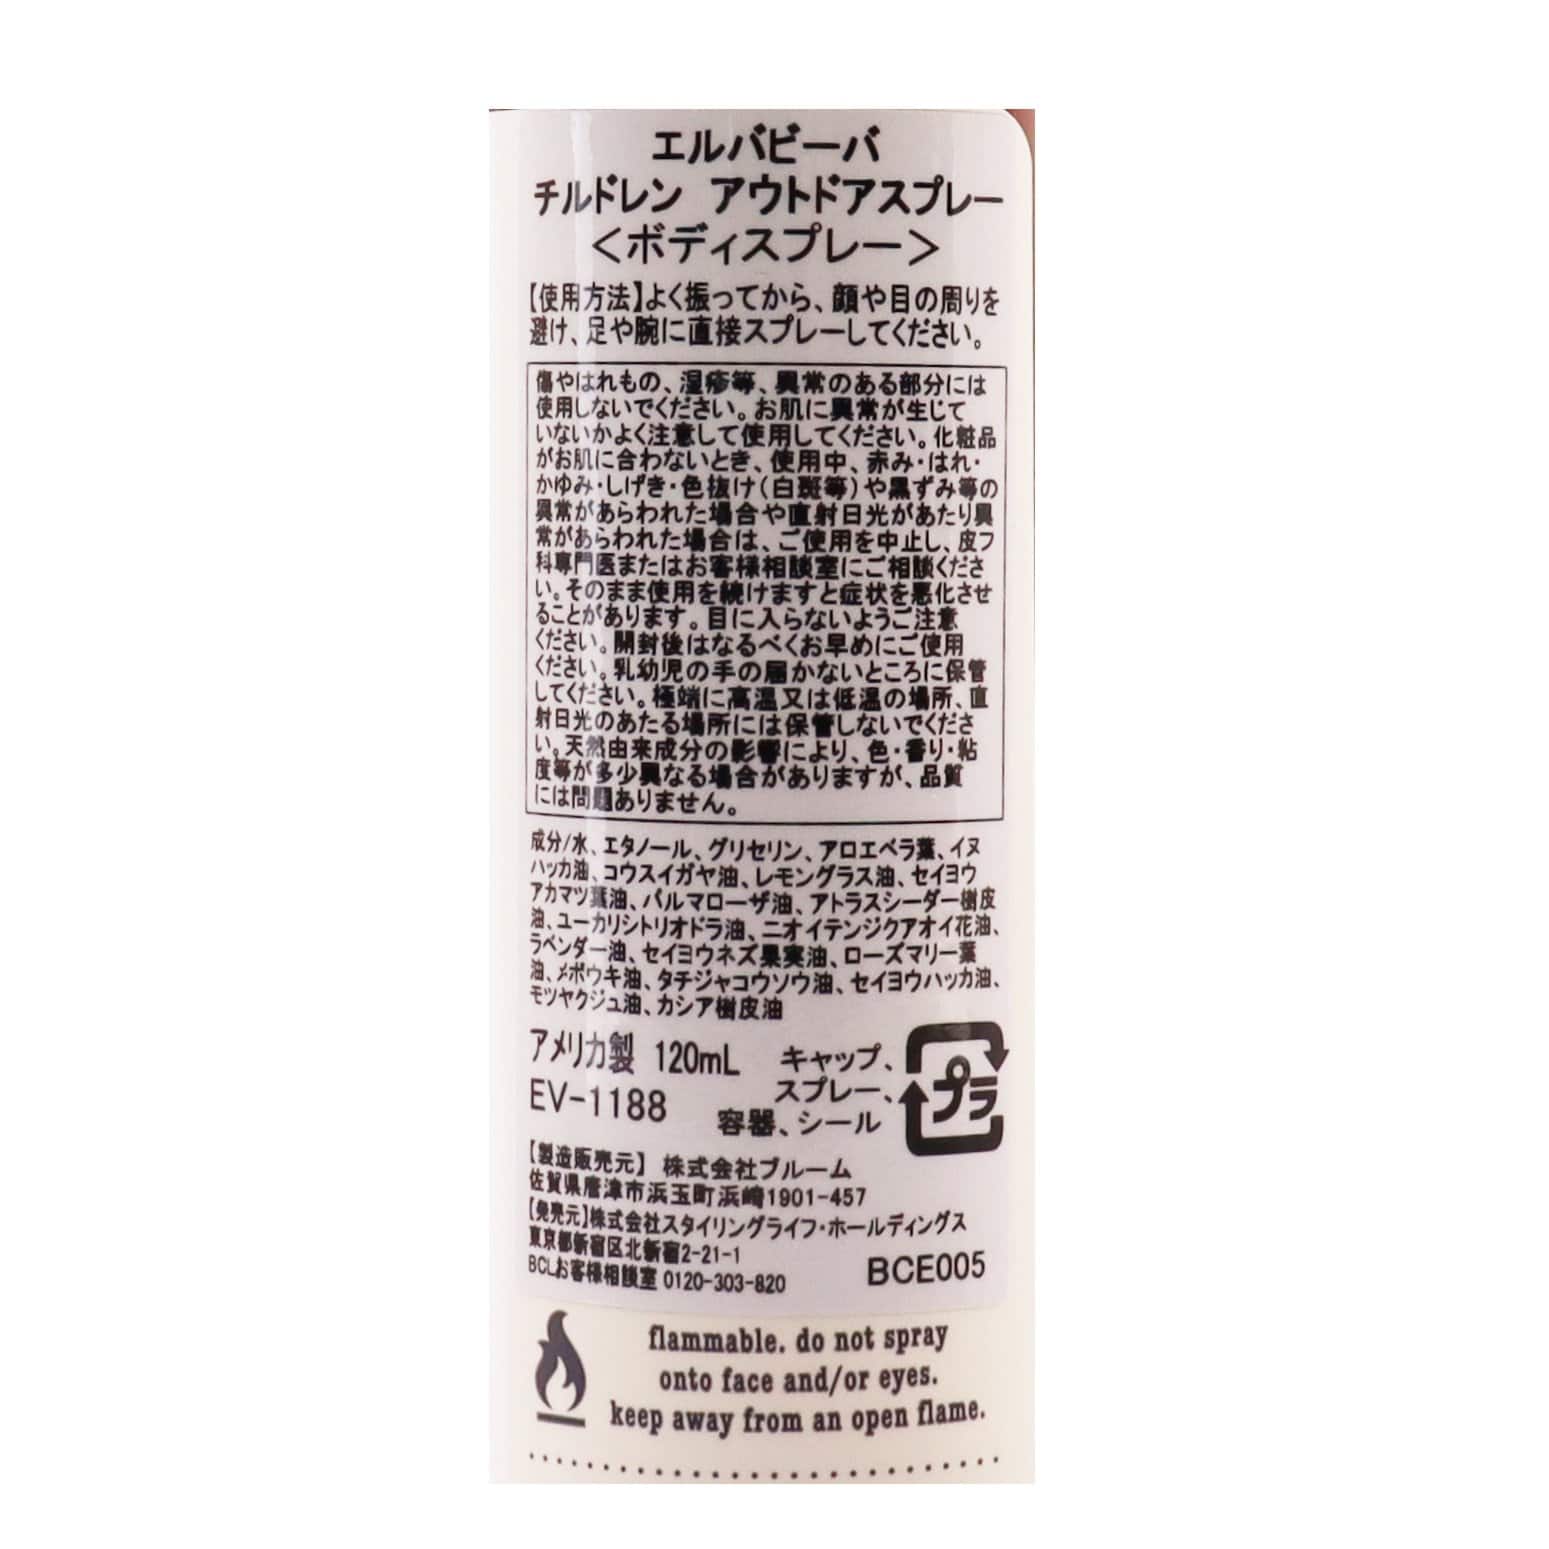 エルバビーバ
チルドレン アウトドアスプレー
＜ボディスプレー＞
【使用方法】よく振ってから、顔や目の周りを
避け、足や腕に直接スプレーしてください。
傷やはれもの、湿疹等、異常のある部分には
使用しないでください。お肌に異常が生じて
いないかよく注意して使用してください。化粧品
がお肌に合わないとき、使用中、赤み・はれ・
かゆみ・しげき・色抜け（白斑等）や黒ずみ等の
異常があらわれた場合や直射日光があたり異
常があらわれた場合は、ご使用を中止し、皮フ
科専門医またはお客様相談室にご相談くださ
い。そのまま使用を続けますと症状を悪化させ
ることがあります。目に入らないようご注意
ください。開封後はなるべくお早めにご使用
ください。乳幼児の手の届かないところに保管
してください。極端に高温又は低温の場所、直
射日光のあたる場所には保管しないでくださ
い。天然由来成分の影響により、色・香り・粘
度等が多少異なる場合がありますが、品質
には問題ありません。
成分/水、エタノール、グリセリン、アロエベラ葉、イヌ
ハッカ油、コウスイガヤ油、レモングラス油、セイヨウ
アカマツ葉油、パルマローザ油、アトラスシーダー樹皮
油、ユーカリシトリオドラ油、ニオイテンジクアオイ花油、
ラベンダー油、セイヨウネズ果実油、ローズマリー葉
油、メボウキ油、タチジャコウソウ油、セイヨウハッカ油、
モツヤクジュ油、カシア樹皮油
アメリカ製 120mL
EV-1188
キャップ、
スプレー、
容器、シール
プラ
【製造販売元】 株式会社ブルーム
佐賀県唐津市浜玉町浜崎1901-457
【発売元】株式会社スタイリングライフ・ホールディングス
東京都新宿区北新宿2-21-1
BCLお客様相談室 0120-303-820
BCE005
flammable. do not spray
onto face and/or eyes.
keep away from an open flame.